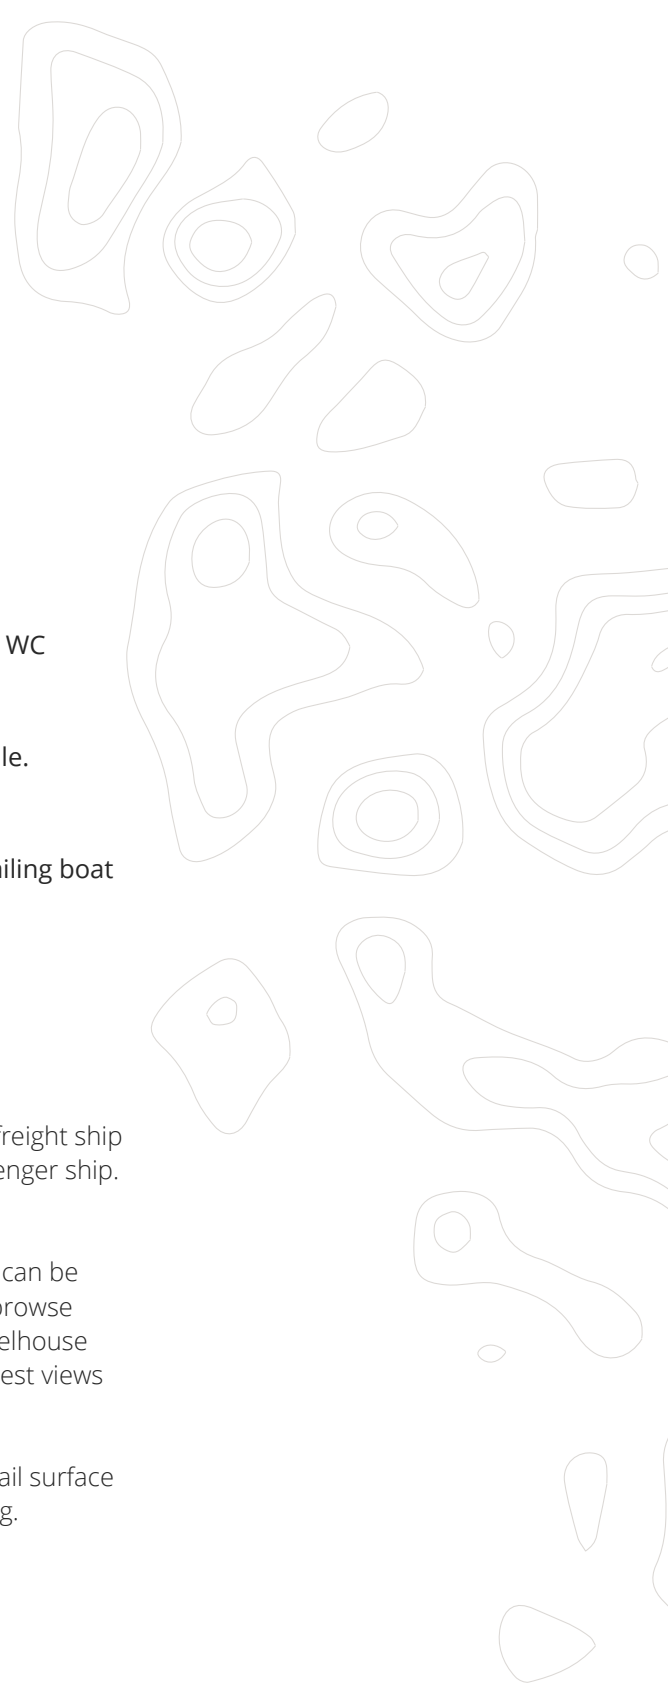 WC
le.
iling boat
freight ship
enger ship.
can be
browse
elhouse
est views
ail surface
g.